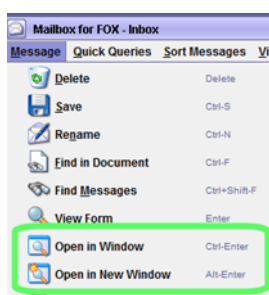 Mailbox for FOX - Inbox
Message Quick Queries Sort Messages Vi
Delete Delete
Save Ctrl-S
Rename Ctrl-N
Find in Document Ctrl-F
Find Messages Ctrl+Shift-F
View Form Enter
Open in Window Ctrl-Enter
Open in New Window Alt-Enter